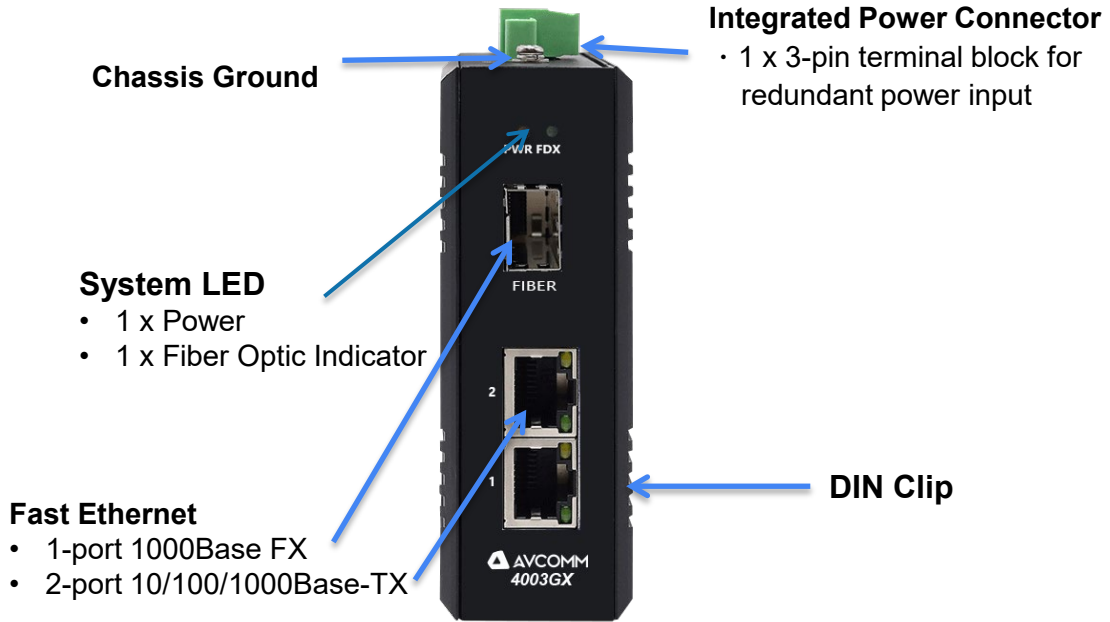 Integrated Power Connector
· 1 x 3-pin terminal block for
redundant power input
Chassis Ground
PWR FDX
FIBER
System LED
• 1 x Power
• 1 x Fiber Optic Indicator
2
1
DIN Clip
Fast Ethernet
• 1-port 1000Base FX
• 2-port 10/100/1000Base-TX
AVCOMM
4003GX